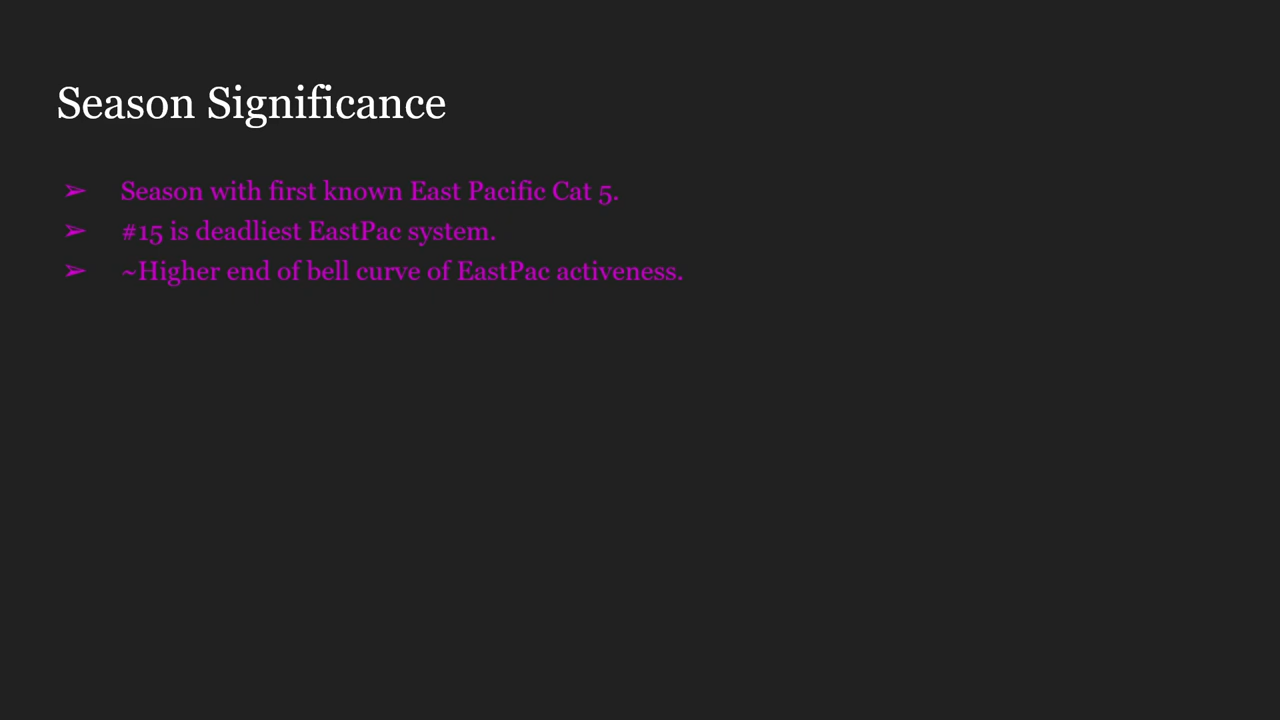 Season Significance
➢ Season with first known East Pacific Cat 5.
➢ #15 is deadliest EastPac system.
➢ ~Higher end of bell curve of EastPac activeness.